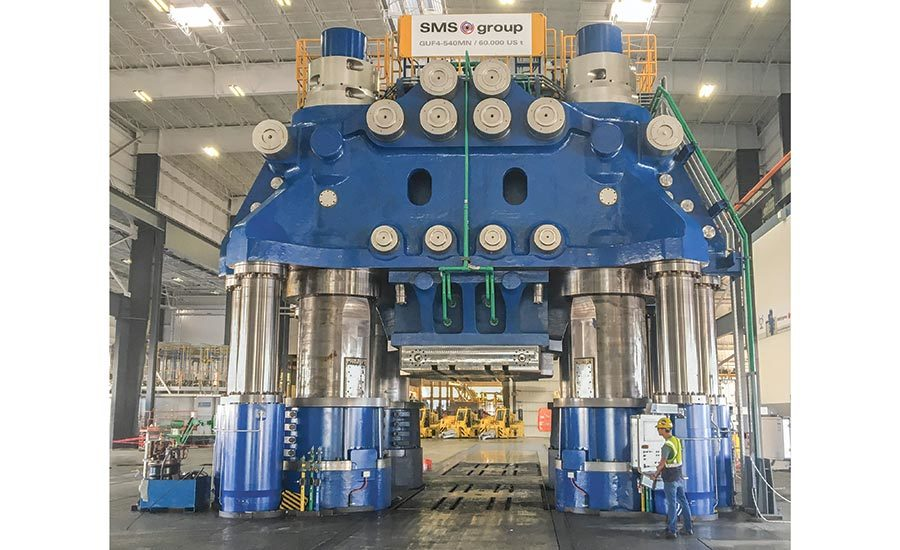 SMS group
GUF4-540MN / 60.000 US t